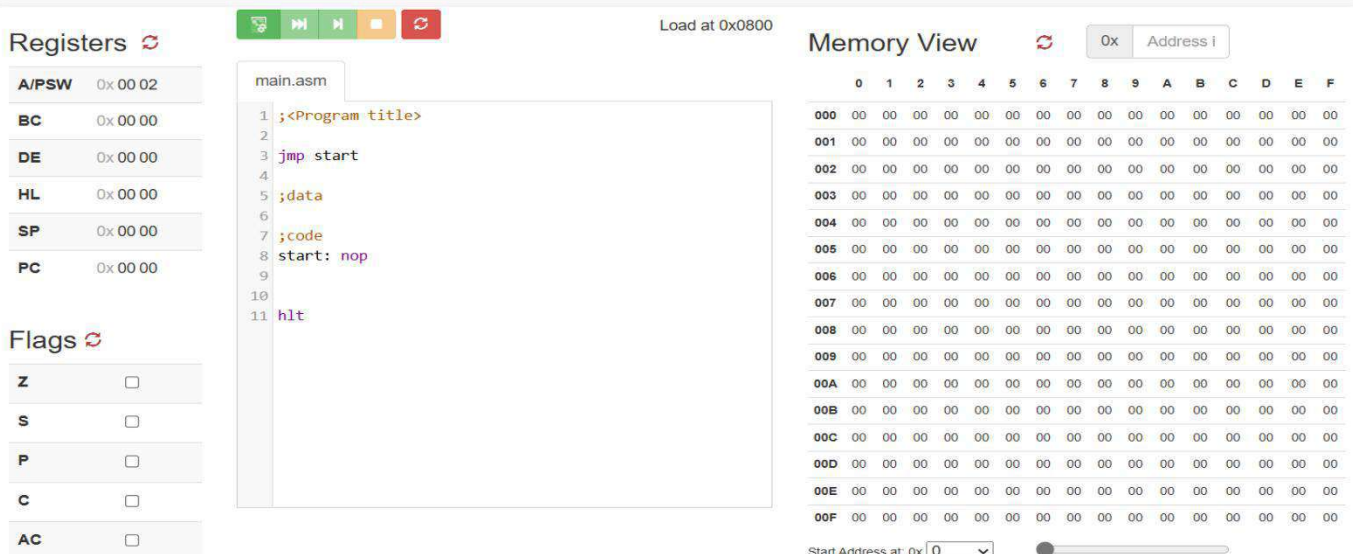 Registers
A/PSW 0x 00 02
BC 0x 00 00
DE 0x 00 00
HL 0x 00 00
SP 0x 00 00
PC 0x 00 00
Flags
Z
S
P
C
AC
Load at 0x0800
main.asm
1 ;<Program title>
2
3 jmp start
4
5 ;data
6
7 ;code
8 start: nop
9
10
11 hlt
Memory View 0x Address i
0 1 2 3 4 5 6 7 8 9 A B C D E F
000 00 00 00 00 00 00 00 00 00 00 00 00 00 00 00 00
001 00 00 00 00 00 00 00 00 00 00 00 00 00 00 00 00
002 00 00 00 00 00 00 00 00 00 00 00 00 00 00 00 00
003 00 00 00 00 00 00 00 00 00 00 00 00 00 00 00 00
004 00 00 00 00 00 00 00 00 00 00 00 00 00 00 00 00
005 00 00 00 00 00 00 00 00 00 00 00 00 00 00 00 00
006 00 00 00 00 00 00 00 00 00 00 00 00 00 00 00 00
007 00 00 00 00 00 00 00 00 00 00 00 00 00 00 00 00
008 00 00 00 00 00 00 00 00 00 00 00 00 00 00 00 00
009 00 00 00 00 00 00 00 00 00 00 00 00 00 00 00 00
00A 00 00 00 00 00 00 00 00 00 00 00 00 00 00 00 00
00B 00 00 00 00 00 00 00 00 00 00 00 00 00 00 00 00
00C 00 00 00 00 00 00 00 00 00 00 00 00 00 00 00 00
00D 00 00 00 00 00 00 00 00 00 00 00 00 00 00 00 00
00E 00 00 00 00 00 00 00 00 00 00 00 00 00 00 00 00
00F 00 00 00 00 00 00 00 00 00 00 00 00 00 00 00 00
Start Address at: 0x 0